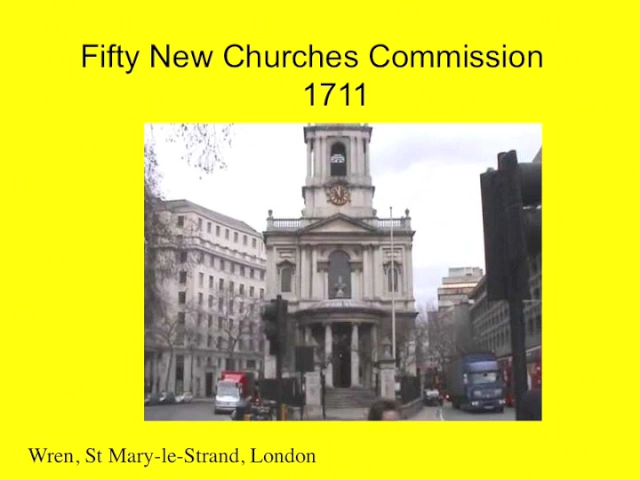 Fifty New Churches Commission
1711
Wren, St Mary-le-Strand, London